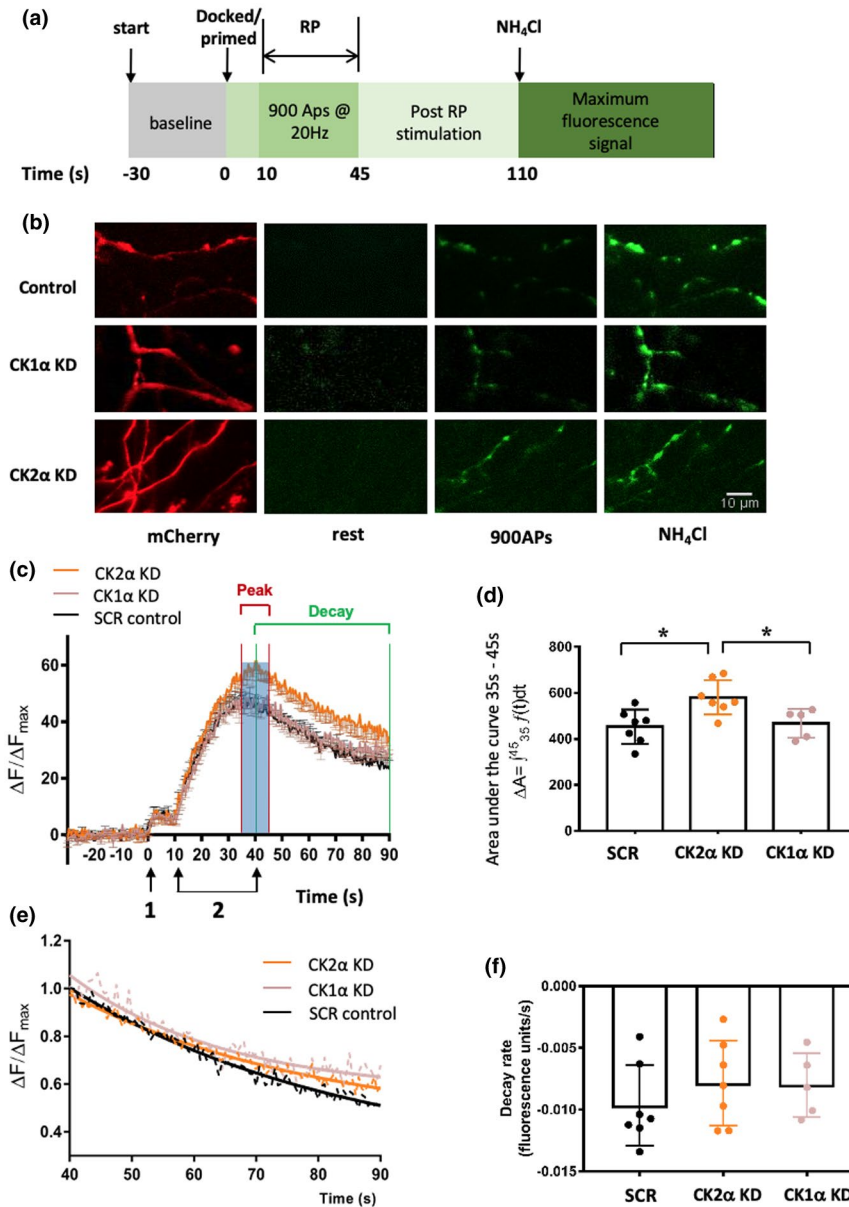 (a)
start
Docked/
primed
RP
NH₄Cl
baseline
900 Aps @
20Hz
Post RP
stimulation
Maximum
fluorescence
signal
Time (s)
-30 0 10 45 110
(b)
Control
CK1α KD
CK2α KD
10 µm
mCherry rest 900APs NH₄Cl
(c)
CK2α KD
CK1α KD
SCR control
Peak
Decay
ΔF/ΔFmax
60
40
20
0
-20 -10 0 10 20 30 40 50 60 70 80 90
Time (s)
1 2
(d)
Area under the curve 35s - 45s
ΔA= ∫⁴⁵₃₅ f(t)dt
800
600
400
200
0
* *
SCR CK2α KD CK1α KD
(e)
CK2α KD
CK1α KD
SCR control
ΔF/ΔFmax
1.2
1.0
0.8
0.6
0.4
40 50 60 70 80 90
Time (s)
(f)
Decay rate
(fluorescence units/s)
0.000
-0.005
-0.010
-0.015
SCR CK2α KD CK1α KD